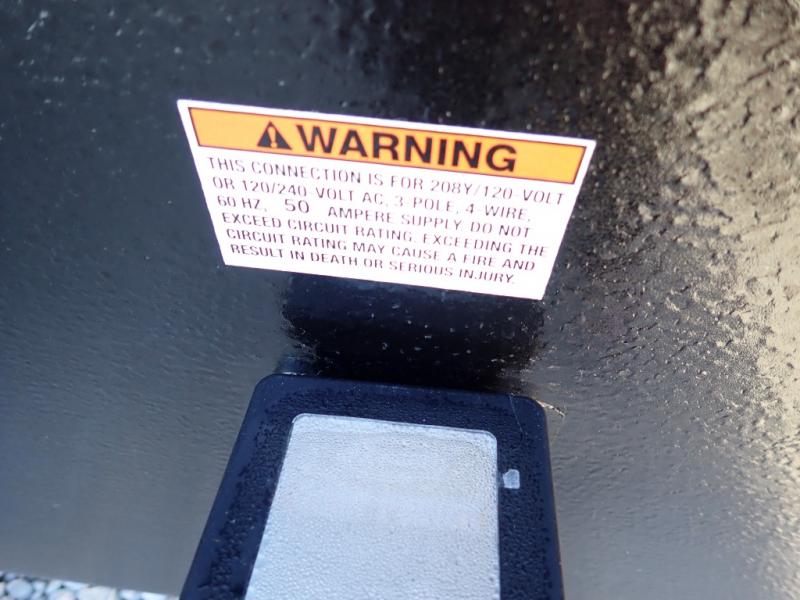 WARNING
THIS CONNECTION IS FOR 208Y/120-VOLT
OR 120/240-VOLT AC, 3-POLE, 4-WIRE,
60 HZ, 50 AMPERE SUPPLY. DO NOT
EXCEED CIRCUIT RATING. EXCEEDING THE
CIRCUIT RATING MAY CAUSE A FIRE AND
RESULT IN DEATH OR SERIOUS INJURY.